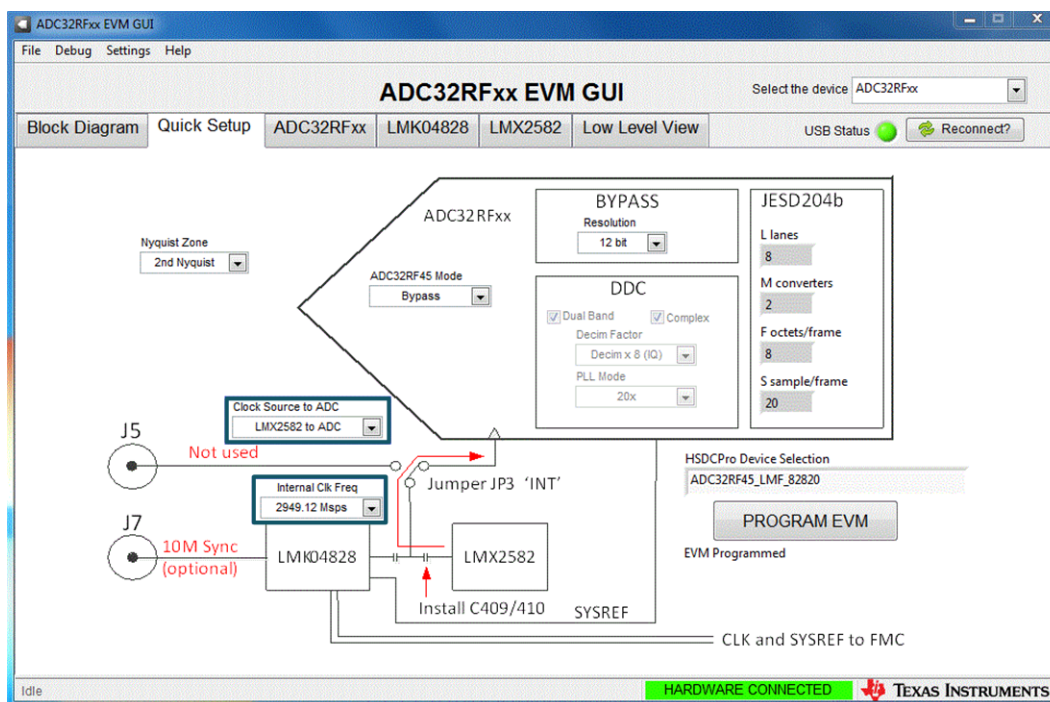 ADC32RFxx EVM GUI
File Debug Settings Help
ADC32RFxx EVM GUI
Select the device ADC32RFxx
Block Diagram Quick Setup ADC32RFxx LMK04828 LMX2582 Low Level View
USB Status Reconnect?
ADC32RFxx
Nyquist Zone
2nd Nyquist
ADC32RF45 Mode
Bypass
BYPASS
Resolution
12 bit
DDC
Dual Band Complex
Decim Factor
Decim x 8 (IQ)
PLL Mode
20x
JESD204b
L lanes
8
M converters
2
F octets/frame
8
S sample/frame
20
Clock Source to ADC
LMX2582 to ADC
J5
Not used
Jumper JP3 'INT'
Internal Clk Freq
2949.12 Msps
J7
10M Sync
(optional)
LMK04828
LMX2582
Install C409/410
SYSREF
CLK and SYSREF to FMC
HSDCPro Device Selection
ADC32RF45_LMF_82820
PROGRAM EVM
EVM Programmed
Idle
HARDWARE CONNECTED
TEXAS INSTRUMENTS